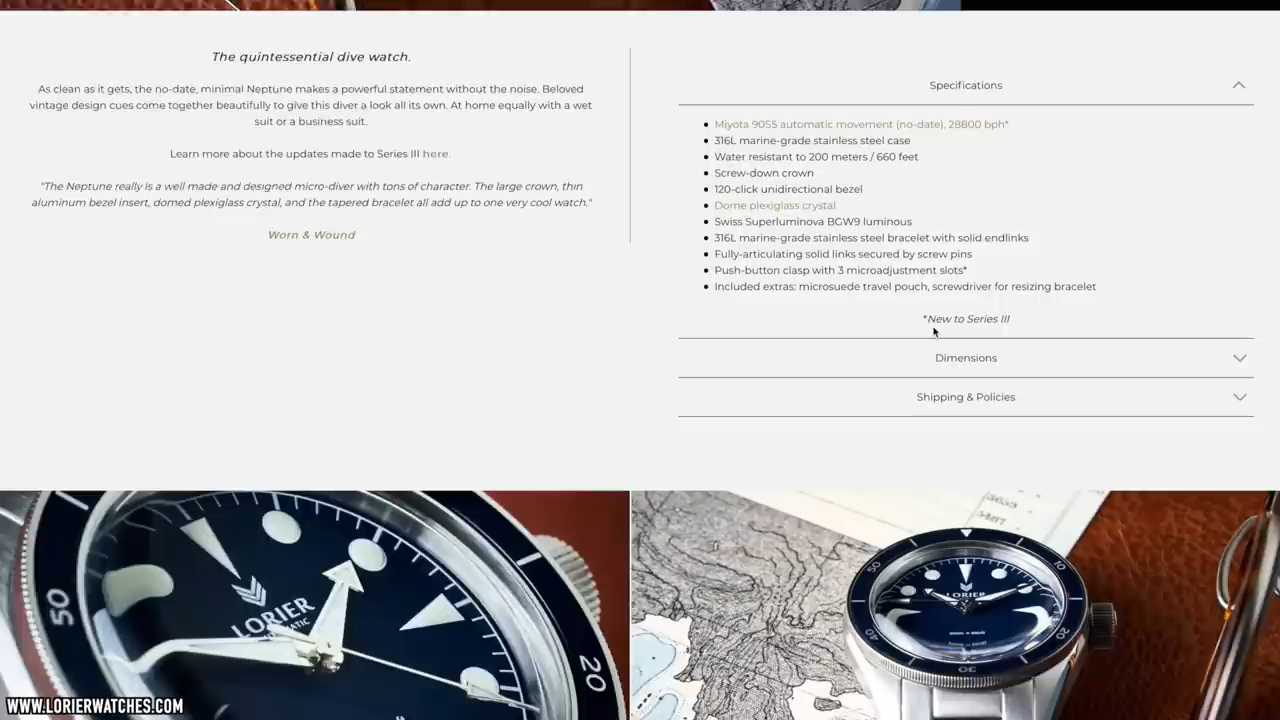 The quintessential dive watch.
As clean as it gets, the no-date, minimal Neptune makes a powerful statement without the noise. Beloved
vintage design cues come together beautifully to give this diver a look all its own. At home equally with a wet
suit or a business suit.
Learn more about the updates made to Series III here.
"The Neptune really is a well made and designed micro-diver with tons of character. The large crown, thin
aluminum bezel insert, domed plexiglass crystal, and the tapered bracelet all add up to one very cool watch."
Worn & Wound
Specifications
Miyota 90S5 automatic movement (no-date), 28800 bph*
316L marine-grade stainless steel case
Water resistant to 200 meters / 660 feet
Screw-down crown
120-click unidirectional bezel
Dome plexiglass crystal
Swiss Superluminova BGW9 luminous
316L marine-grade stainless steel bracelet with solid endlinks
Fully-articulating solid links secured by screw pins
Push-button clasp with 3 microadjustment slots*
Included extras: microsuede travel pouch, screwdriver for resizing bracelet
*New to Series III
Dimensions
Shipping & Policies
50
LORIER
20
50
10
LORIER
40
20
30
WWW.LORIERWATCHES.COM